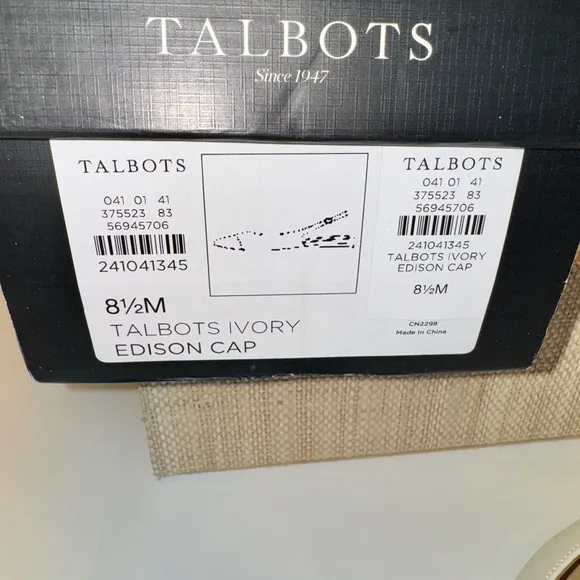 TALBOTS
Since 1947
TALBOTS
041 01 41
375523 83
56945706
241041345
8½M
TALBOTS IVORY
EDISON CAP
TALBOTS
041 01 41
375523 83
56945706
241041345
TALBOTS IVORY
EDISON CAP
8½M
CN2298
Made In China